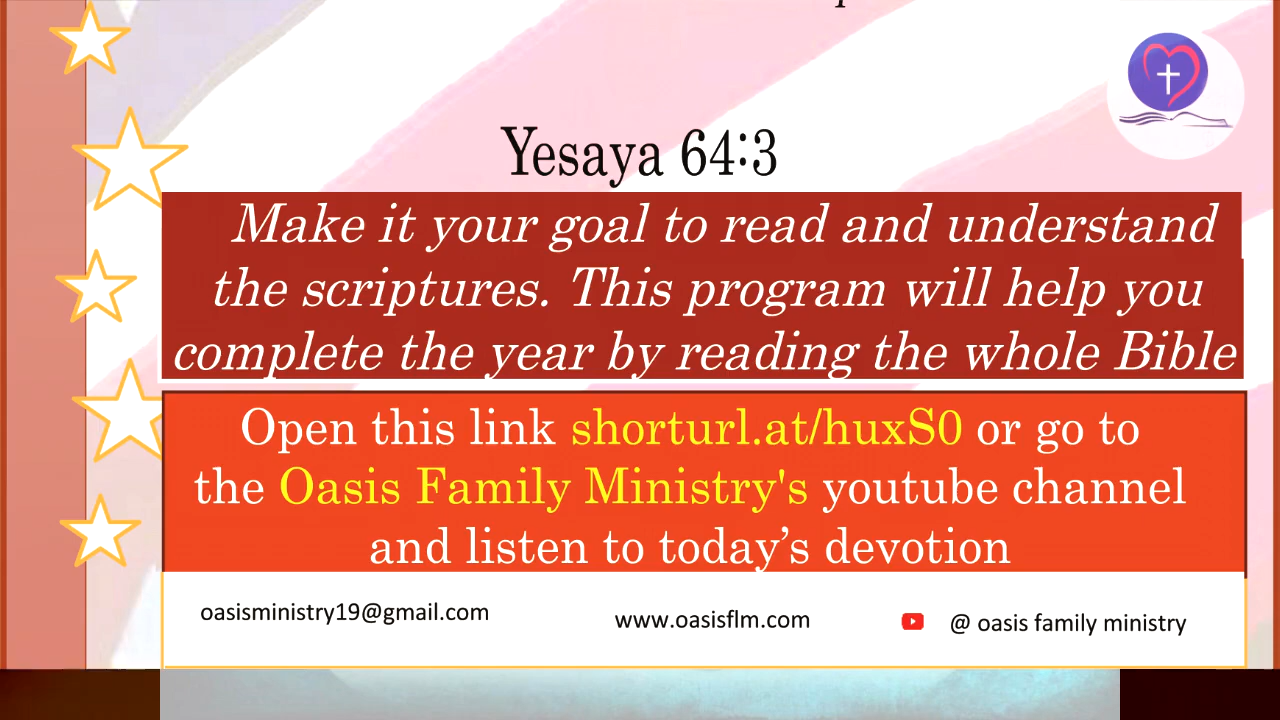 Yesaya 64:3
Make it your goal to read and understand
the scriptures. This program will help you
complete the year by reading the whole Bible
Open this link shorturl.at/huxS0 or go to
the Oasis Family Ministry's youtube channel
and listen to today’s devotion
oasisministry19@gmail.com
www.oasisflm.com
@ oasis family ministry